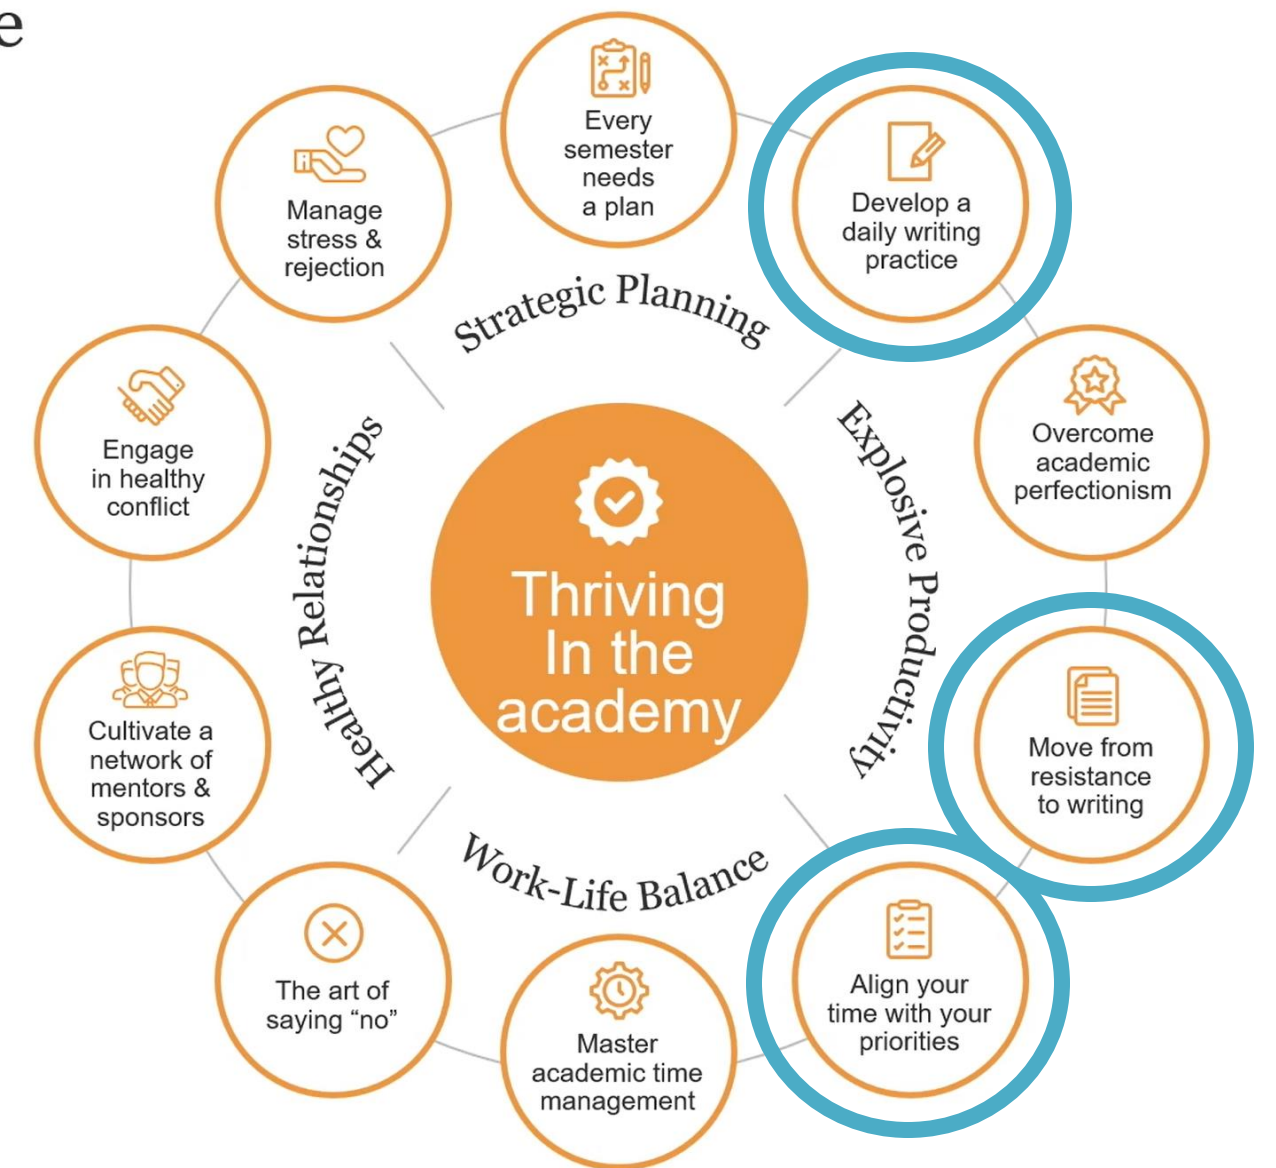 e
Every
semester
needs
a plan
Develop a
daily writing
practice
Overcome
academic
perfectionism
Move from
resistance
to writing
Align your
time with your
priorities
Master
academic time
management
The art of
saying “no”
Cultivate a
network of
mentors &
sponsors
Engage
in healthy
conflict
Manage
stress &
rejection
Strategic Planning
Explosive Productivity
Work-Life Balance
Healthy Relationships
Thriving
In the
academy